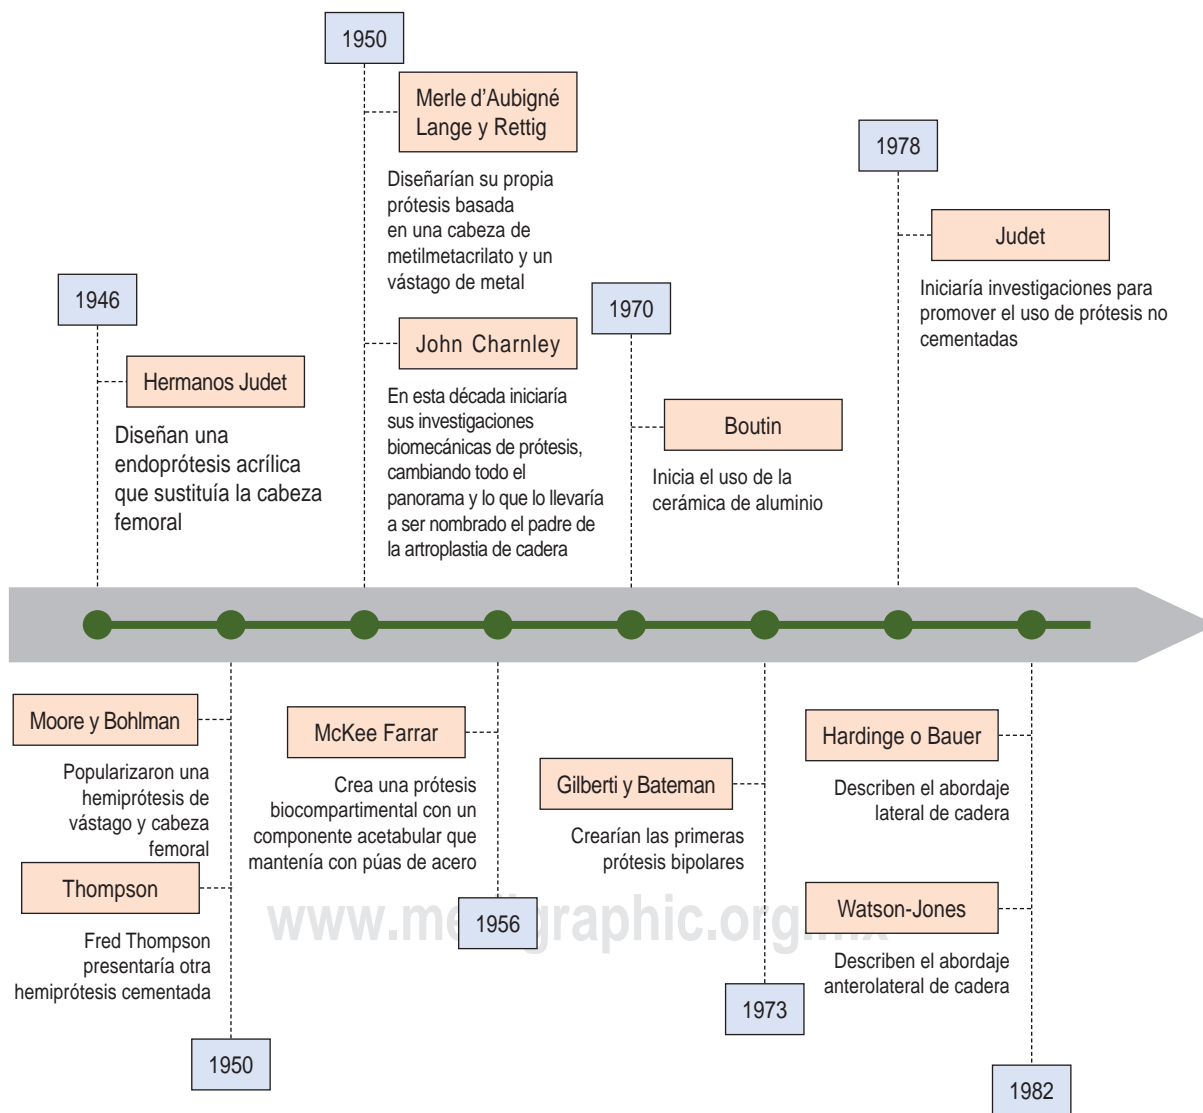 1950
Merle d'Aubigné
Lange y Rettig
Diseñarían su propia
prótesis basada
en una cabeza de
metilmetacrilato y un
vástago de metal
John Charnley
En esta década iniciaría
sus investigaciones
biomecánicas de prótesis,
cambiando todo el
panorama y lo que lo llevaría
a ser nombrado el padre de
la artroplastia de cadera
1978
Judet
Iniciaría investigaciones para
promover el uso de prótesis no
cementadas
1946
Hermanos Judet
Diseñan una
endoprótesis acrílica
que sustituía la cabeza
femoral
1970
Boutin
Inicia el uso de la
cerámica de aluminio
Moore y Bohlman
Popularizaron una
hemiprótesis de
vástago y cabeza
femoral
Thompson
Fred Thompson
presentaría otra
hemiprótesis cementada
1950
McKee Farrar
Crea una prótesis
biocompartimental con un
componente acetabular que
mantenía con púas de acero
1956
Gilberti y Bateman
Crearían las primeras
prótesis bipolares
1973
Hardinge o Bauer
Describen el abordaje
lateral de cadera
Watson-Jones
Describen el abordaje
anterolateral de cadera
1982
www.medigraphic.org.mx